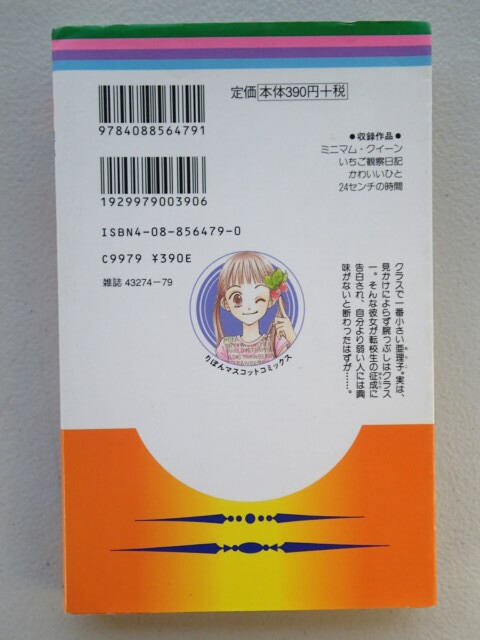 定価 本体390円+税
9784088564791
1929979003906
●収録作品●
ミニマム・クイーン
いちご観察日記
かわいいひと
24センチの時間
ISBN4-08-856479-0
C9979 ¥390E
雑誌 43274-79
クラスで一番小さい亜理子。実は、
見かけによらず腕っぷしはクラス
一。そんな彼女が転校生の征成に
告白され、自分より弱い人には興
味がないと断わったはずが……。
りぼんマスコットコミックス